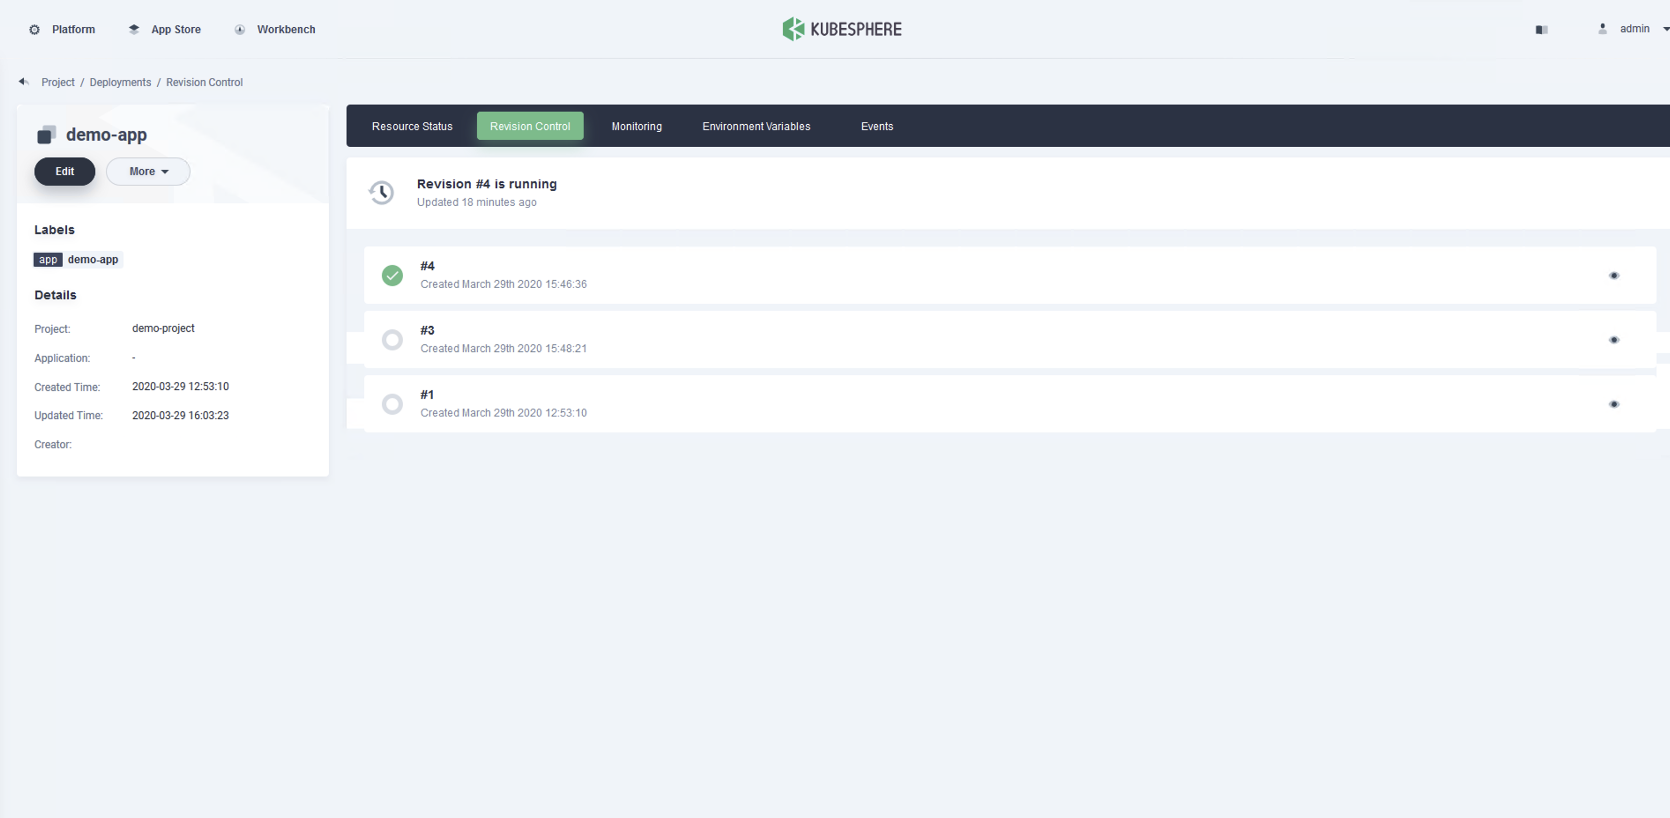 Platform
App Store
Workbench
KUBESPHERE
admin
Project / Deployments / Revision Control
demo-app
Edit
More
Labels
app demo-app
Details
Project: demo-project
Application: -
Created Time: 2020-03-29 12:53:10
Updated Time: 2020-03-29 16:03:23
Creator:
Resource Status
Revision Control
Monitoring
Environment Variables
Events
Revision #4 is running
Updated 18 minutes ago
#4
Created March 29th 2020 15:46:36
#3
Created March 29th 2020 15:48:21
#1
Created March 29th 2020 12:53:10